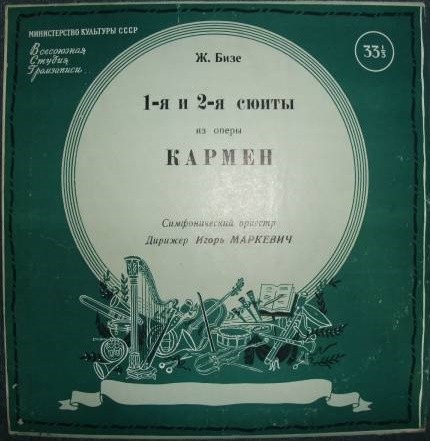 МИНИСТЕРСТВО КУЛЬТУРЫ СССР
Всесоюзная
Студия
Грамзаписи
33⅓
Ж. Бизе
1-я и 2-я СЮИТЫ
из оперы
КАРМЕН
Симфонический оркестр
Дирижер Игорь МАРКЕВИЧ